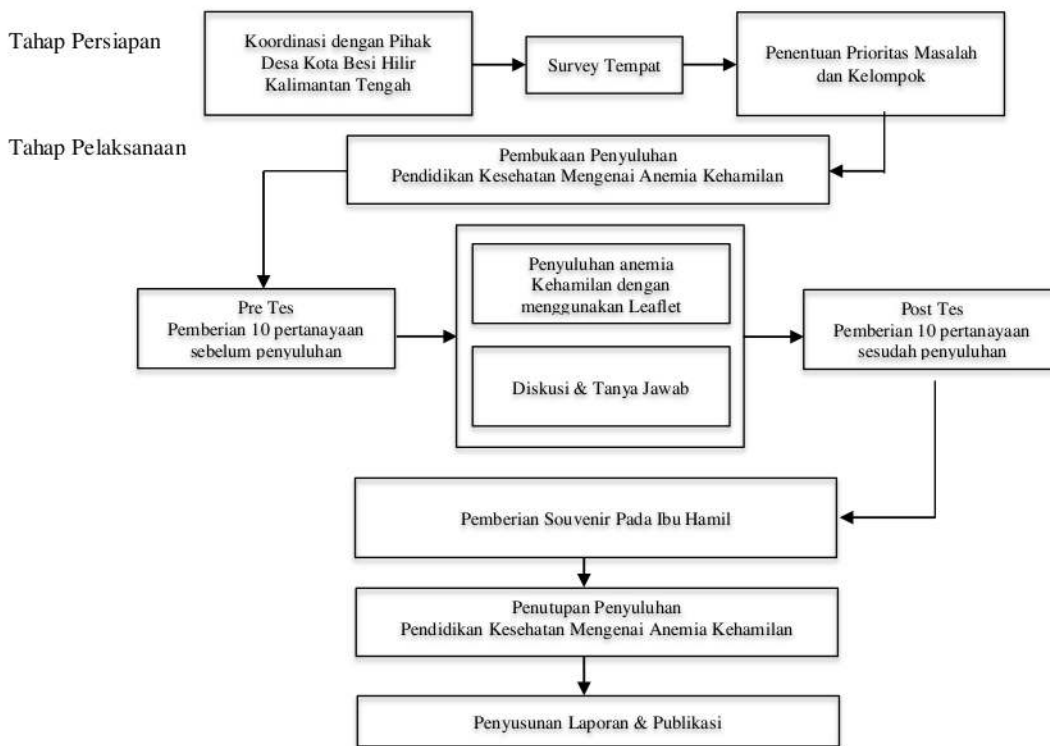 Tahap Persiapan
Koordinasi dengan Pihak
Desa Kota Besi Hilir
Kalimantan Tengah
Survey Tempat
Penentuan Prioritas Masalah
dan Kelompok
Tahap Pelaksanaan
Pembukaan Penyuluhan
Pendidikan Kesehatan Mengenai Anemia Kehamilan
Pre Tes
Pemberian 10 pertanayaan
sebelum penyuluhan
Penyuluhan anemia
Kehamilan dengan
menggunakan Leaflet
Diskusi & Tanya Jawab
Post Tes
Pemberian 10 pertanayaan
sesudah penyuluhan
Pemberian Souvenir Pada Ibu Hamil
Penutupan Penyuluhan
Pendidikan Kesehatan Mengenai Anemia Kehamilan
Penyusunan Laporan & Publikasi